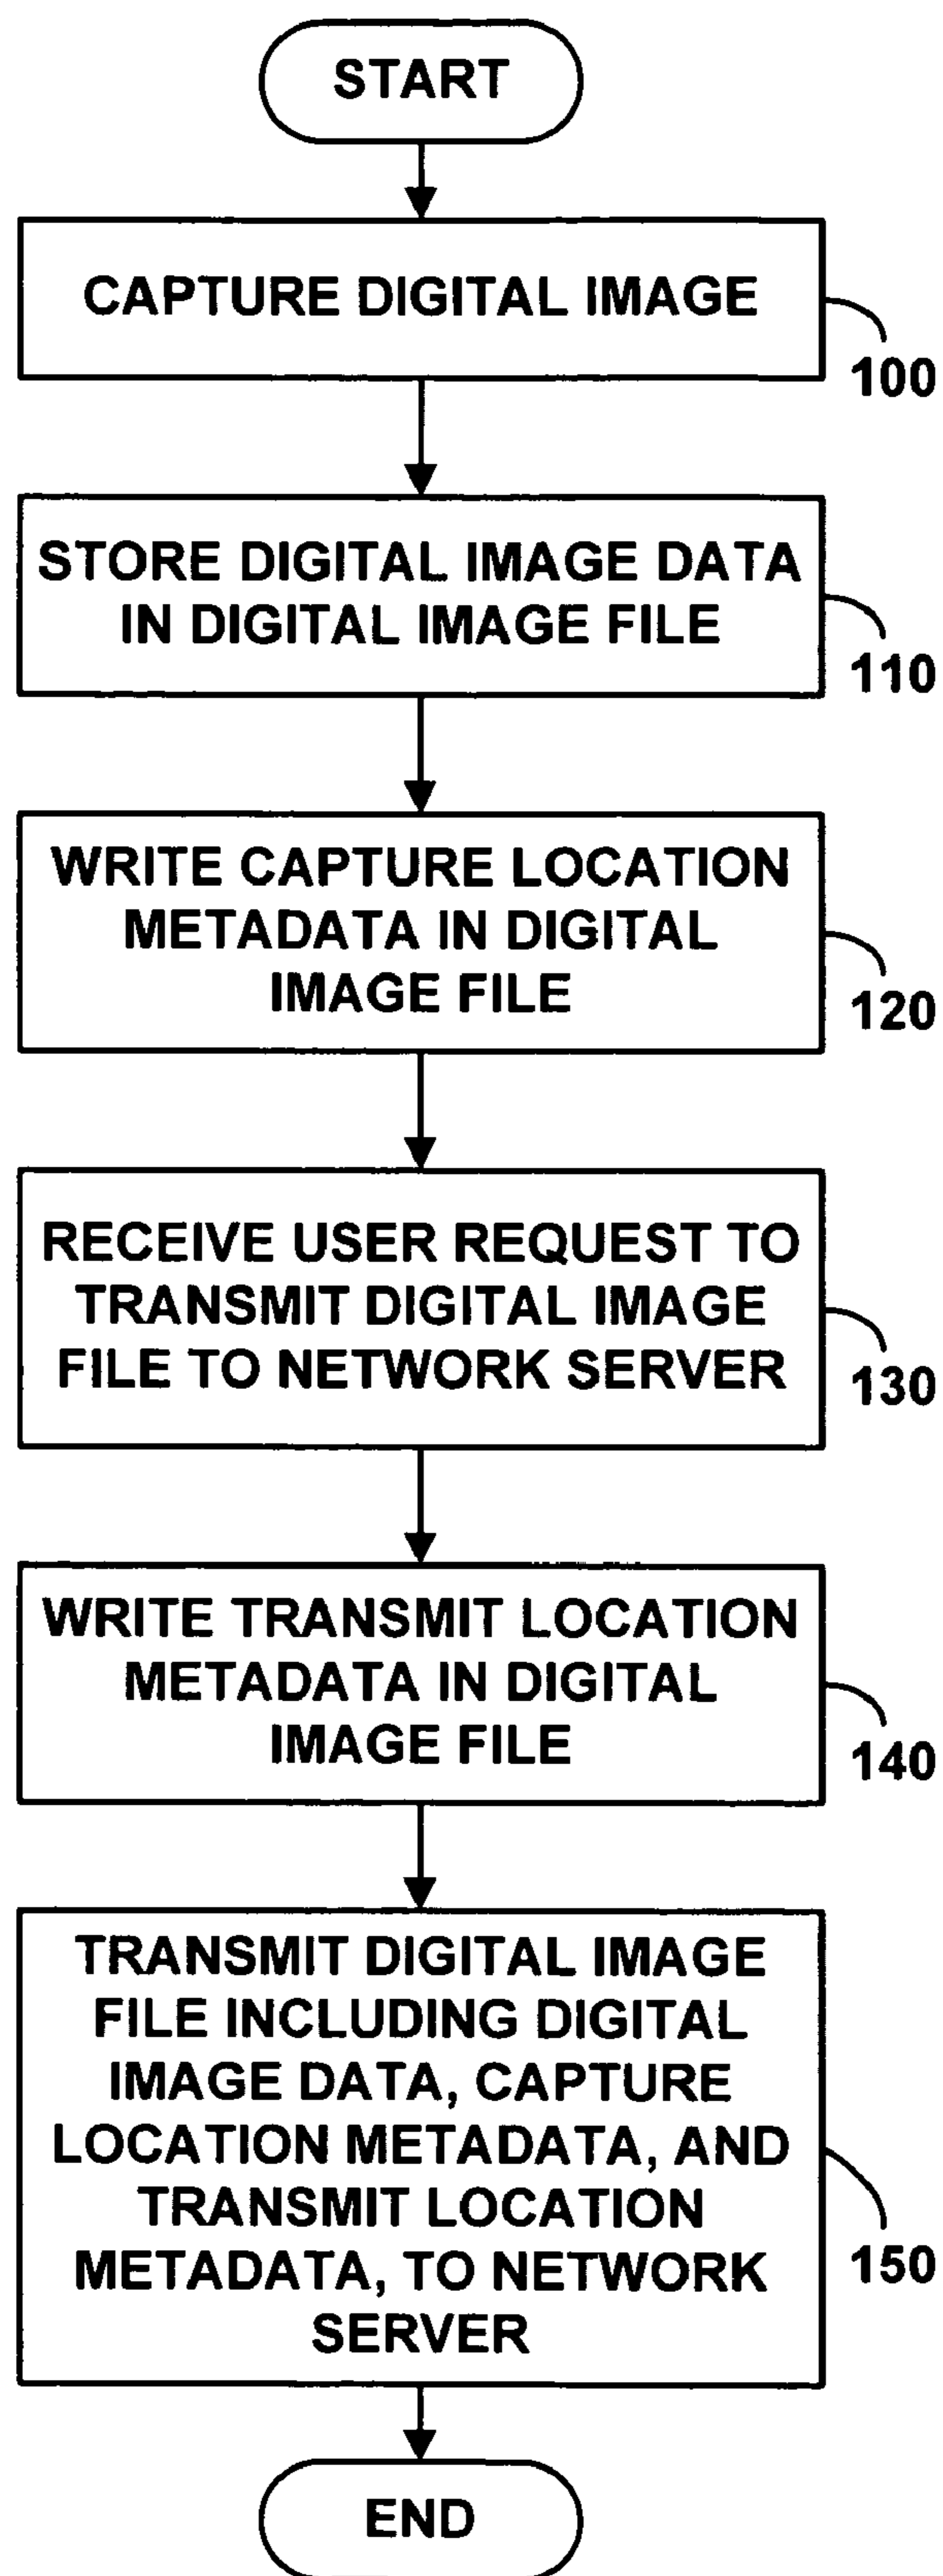 START
CAPTURE DIGITAL IMAGE
100
STORE DIGITAL IMAGE DATA
IN DIGITAL IMAGE FILE
110
WRITE CAPTURE LOCATION
METADATA IN DIGITAL
IMAGE FILE
120
RECEIVE USER REQUEST TO
TRANSMIT DIGITAL IMAGE
FILE TO NETWORK SERVER
130
WRITE TRANSMIT LOCATION
METADATA IN DIGITAL
IMAGE FILE
140
TRANSMIT DIGITAL IMAGE
FILE INCLUDING DIGITAL
IMAGE DATA, CAPTURE
LOCATION METADATA, AND
TRANSMIT LOCATION
METADATA, TO NETWORK
SERVER
150
END